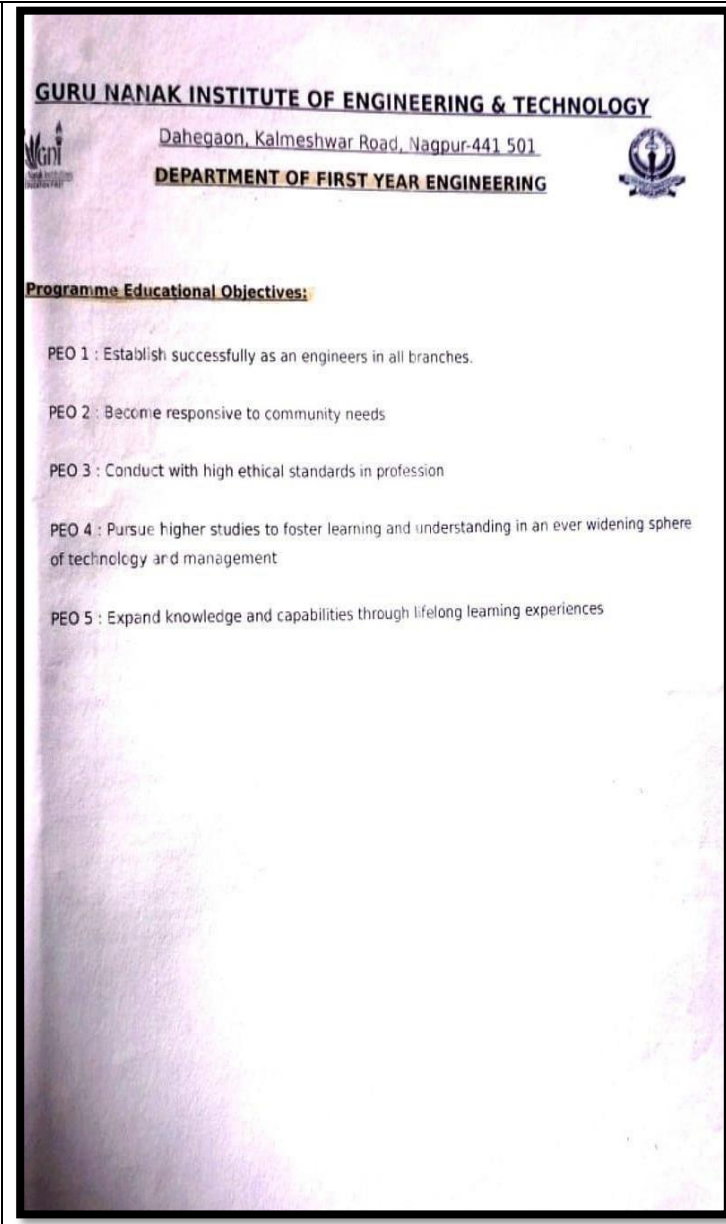 GURU NANAK INSTITUTE OF ENGINEERING & TECHNOLOGY
Dahegaon, Kalmeshwar Road, Nagpur-441 501
GNI
DEPARTMENT OF FIRST YEAR ENGINEERING
Programme Educational Objectives:
PEO 1 : Establish successfully as an engineers in all branches.
PEO 2 : Become responsive to community needs
PEO 3 : Conduct with high ethical standards in profession
PEO 4 : Pursue higher studies to foster learning and understanding in an ever widening sphere
of technology and management
PEO 5 : Expand knowledge and capabilities through lifelong learning experiences